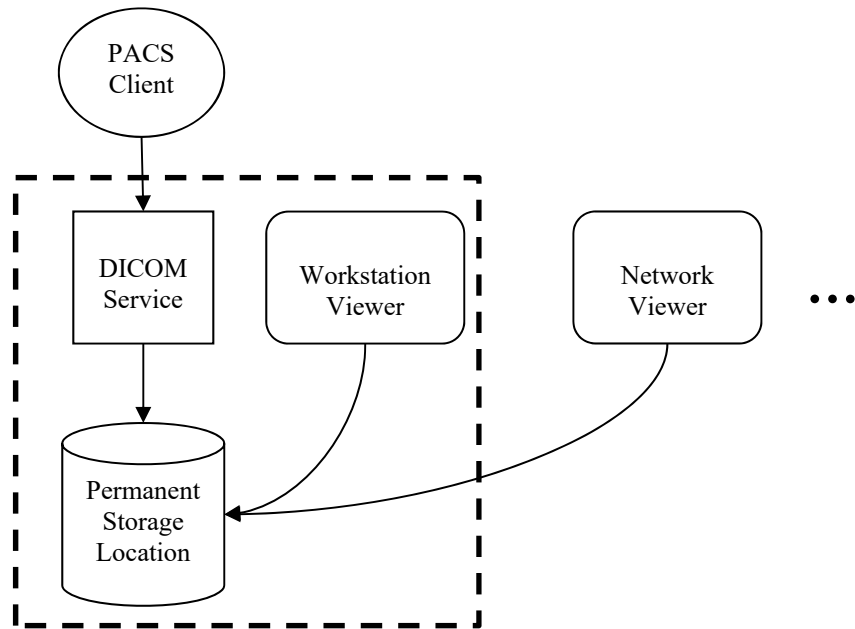 PACS
Client
DICOM
Service
Workstation
Viewer
Network
Viewer
...
Permanent
Storage
Location